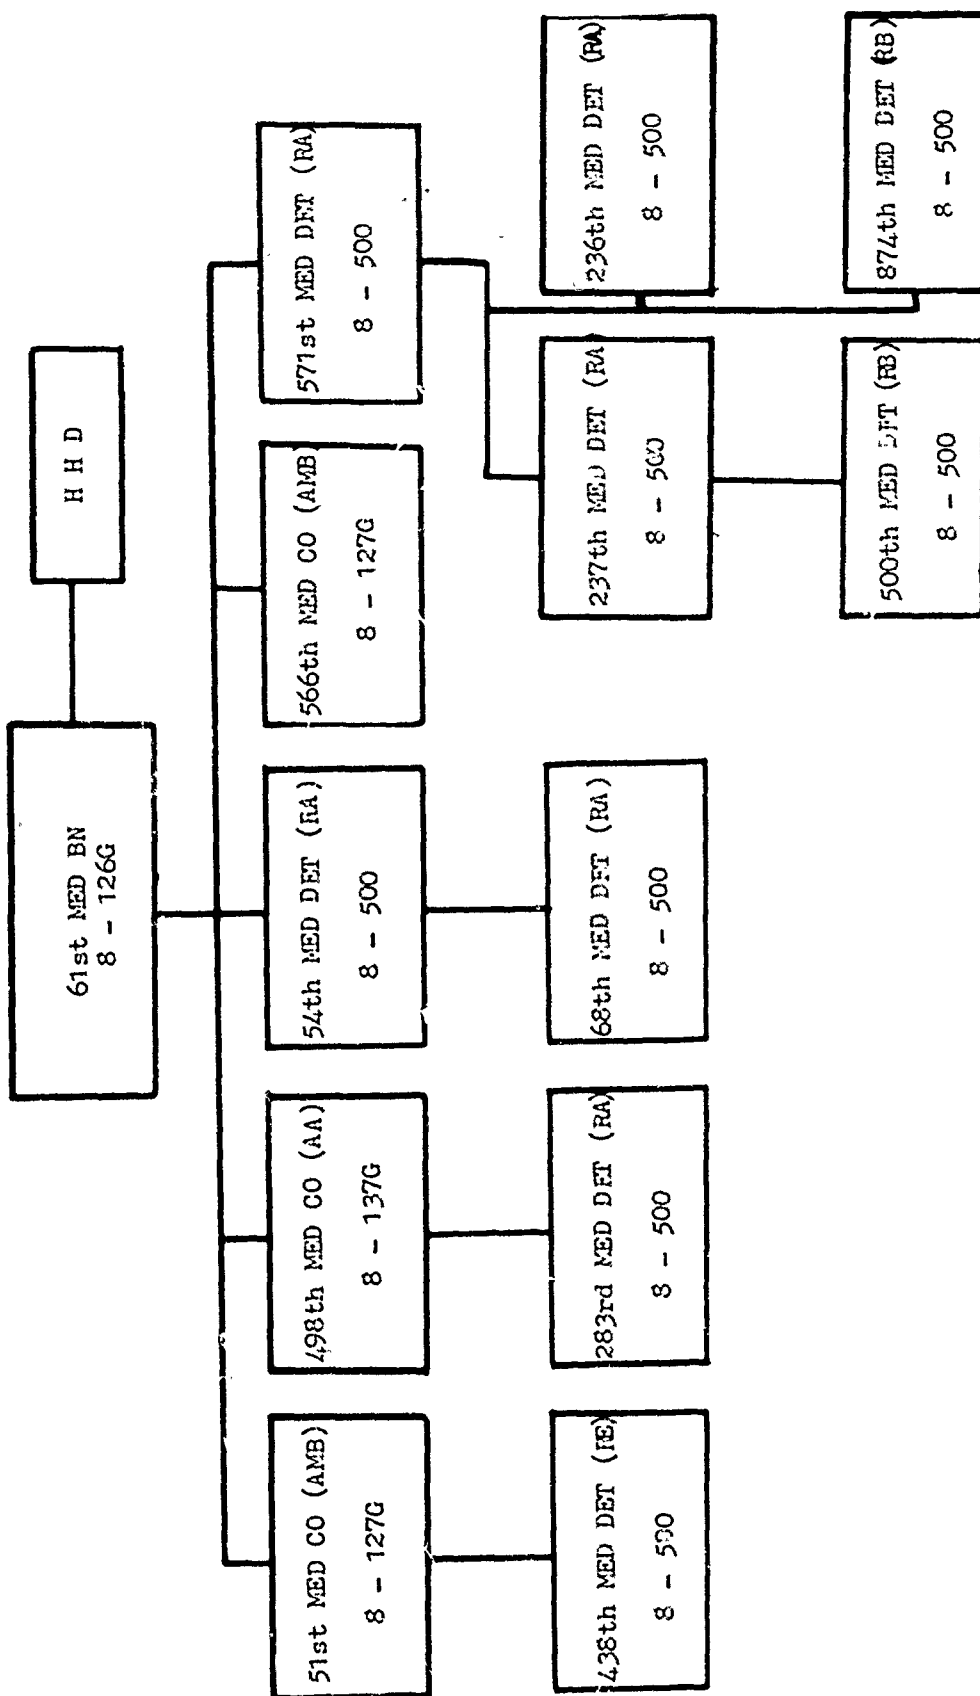 61st MED BN
8 - 126G
H H D
51st MED CO (AMB)
8 - 127G
498th MED CO (AA)
8 - 137G
54th MED DET (RA)
8 - 500
566th MED CO (AMB)
8 - 127G
571st MED DET (RA)
8 - 500
438th MED DET
8 - 500
283rd MED DET (RA)
8 - 500
68th MED DET (RA)
8 - 500
237th MED DET (RA)
8 - 500
236th MED DET (RA)
8 - 500
500th MED DET (RB)
8 - 500
874th MED DET (RB)
8 - 500